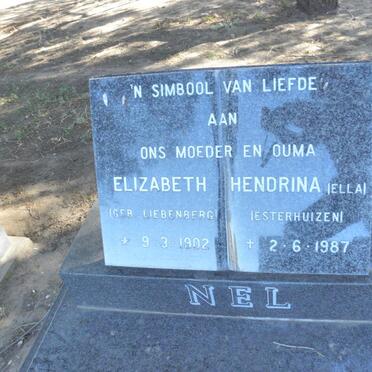 'N SIMBOOL VAN LIEFDE
AAN
ONS MOEDER EN OUMA
ELIZABETH HENDRINA (ELLA)
(GEB. LIEBENBERG) (ESTERHUIZEN)
* 9·3·1902 + 2·6·1987
NEL